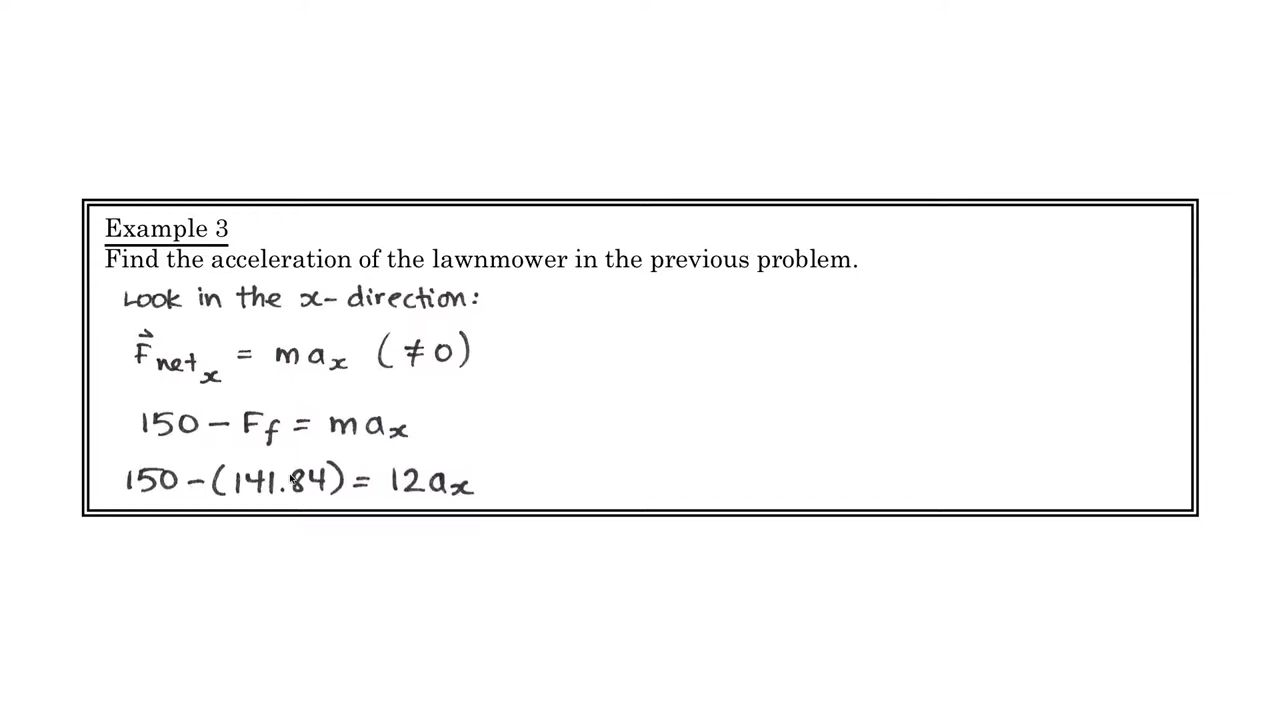 Example 3
Find the acceleration of the lawnmower in the previous problem.
Look in the x-direction:
F⃗net x = max (≠0)
150 - Ff = max
150 - (141.84) = 12ax